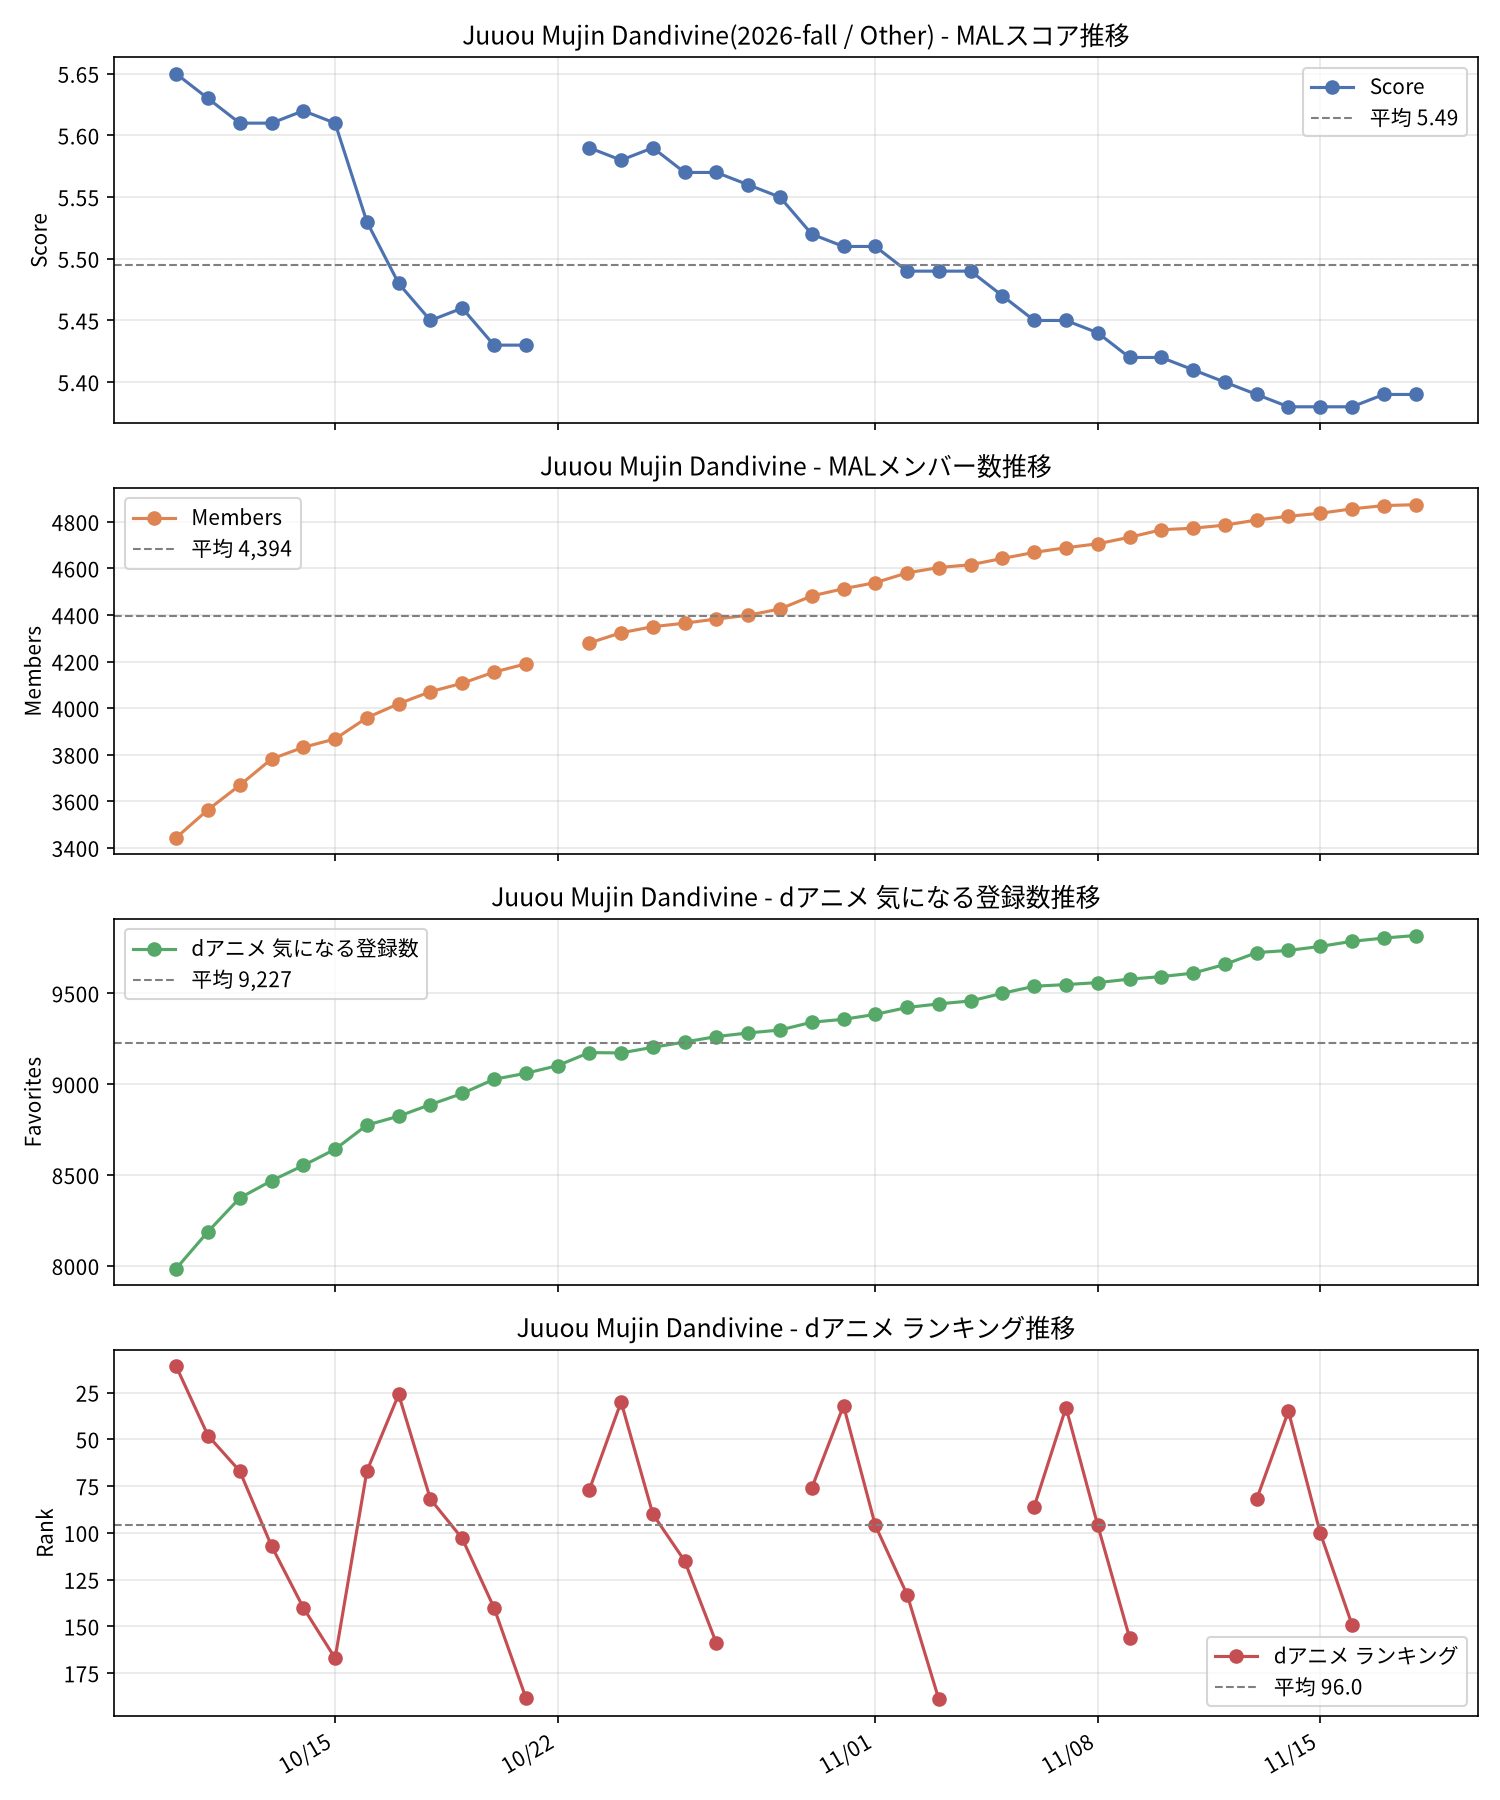 Juuou Mujin Dandivine(2026-fall / Other) - MALスコア推移
Score
5.65
5.60
5.55
5.50
5.45
5.40
Score
平均 5.49
Juuou Mujin Dandivine - MALメンバー数推移
Members
4800
4600
4400
4200
4000
3800
3600
3400
Members
平均 4,394
Juuou Mujin Dandivine - dアニメ 気になる登録数推移
Favorites
9500
9000
8500
8000
dアニメ 気になる登録数
平均 9,227
Juuou Mujin Dandivine - dアニメ ランキング推移
Rank
25
50
75
100
125
150
175
dアニメ ランキング
平均 96.0
10/15
10/22
11/01
11/08
11/15